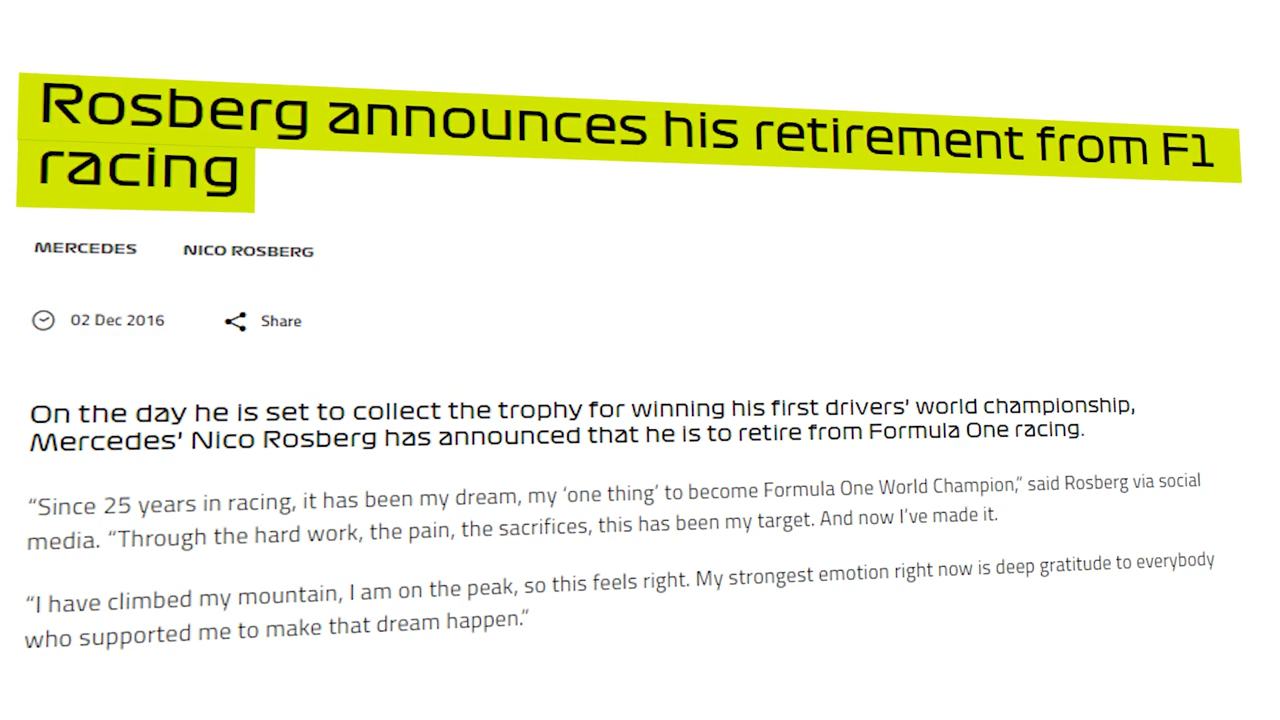 Rosberg announces his retirement from F1
racing
MERCEDES NICO ROSBERG
02 Dec 2016 Share
On the day he is set to collect the trophy for winning his first drivers’ world championship,
Mercedes’ Nico Rosberg has announced that he is to retire from Formula One racing.
“Since 25 years in racing, it has been my dream, my ‘one thing’ to become Formula One World Champion,” said Rosberg via social
media. “Through the hard work, the pain, the sacrifices, this has been my target. And now I’ve made it.
“I have climbed my mountain, I am on the peak, so this feels right. My strongest emotion right now is deep gratitude to everybody
who supported me to make that dream happen.”